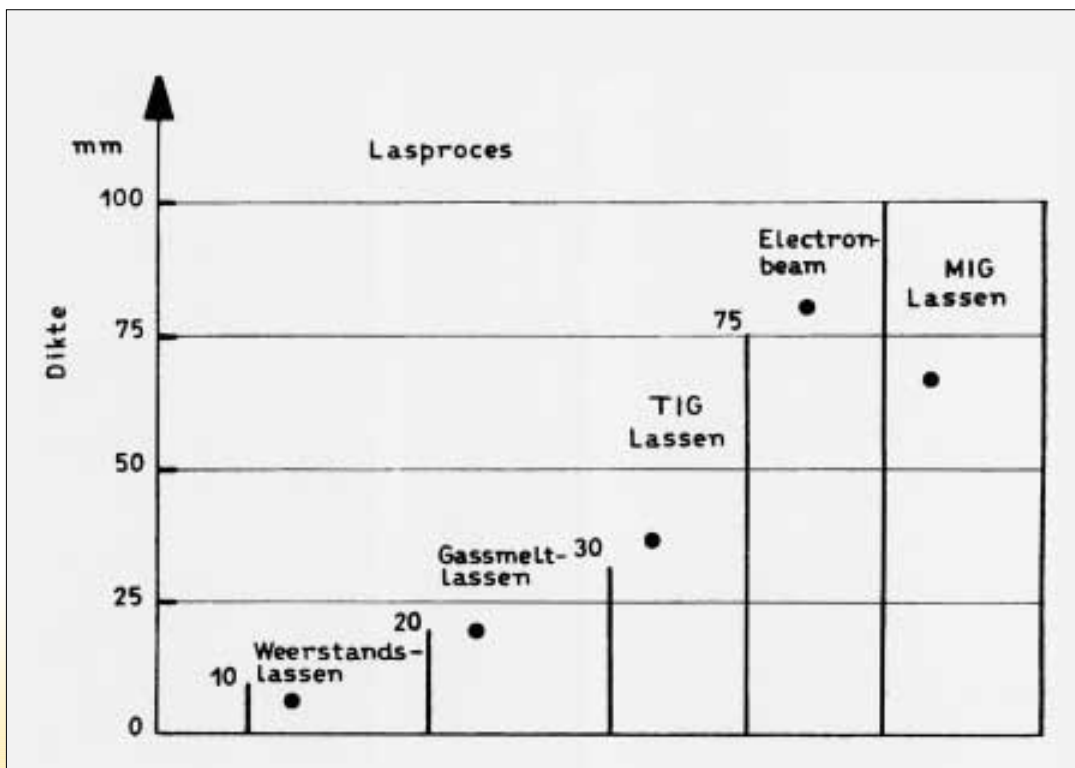 mm
Lasproces
100
Electron-
beam
MIG
Lassen
75
75
Dikte
TIG
Lassen
50
Gassmelt-
lassen
30
25
20
Weerstands-
lassen
10
0